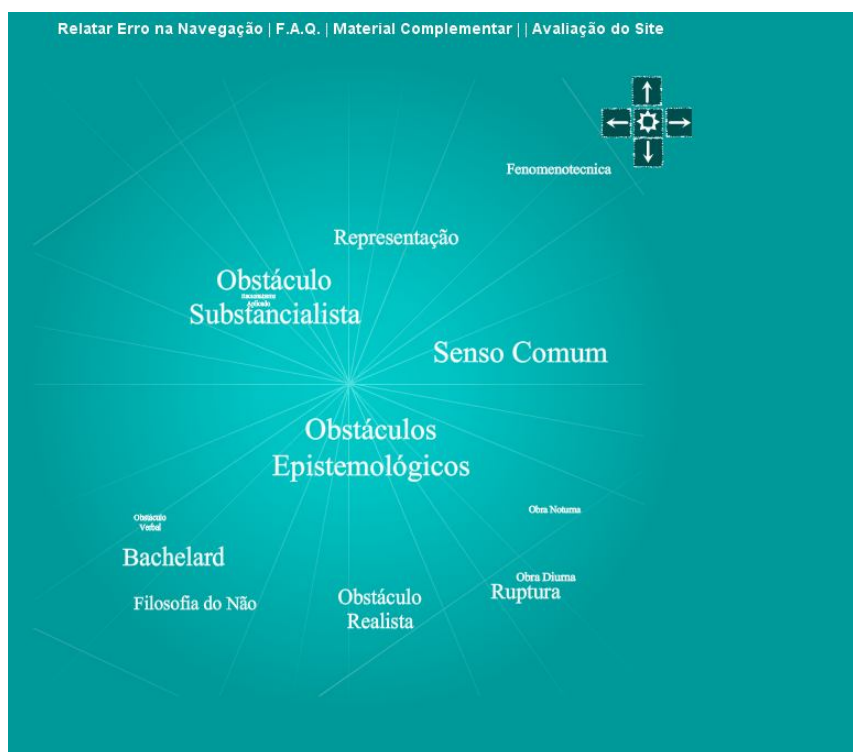 Relatar Erro na Navegação | F.A.Q. | Material Complementar | | Avaliação do Site
Fenomenotecnica
Representação
Obstáculo
Aplicado
Substancialista
Senso Comum
Obstáculos
Epistemológicos
Obra Noturna
Obstáculo
Verbal
Bachelard
Obra Diurna
Ruptura
Filosofia do Não
Obstáculo
Realista